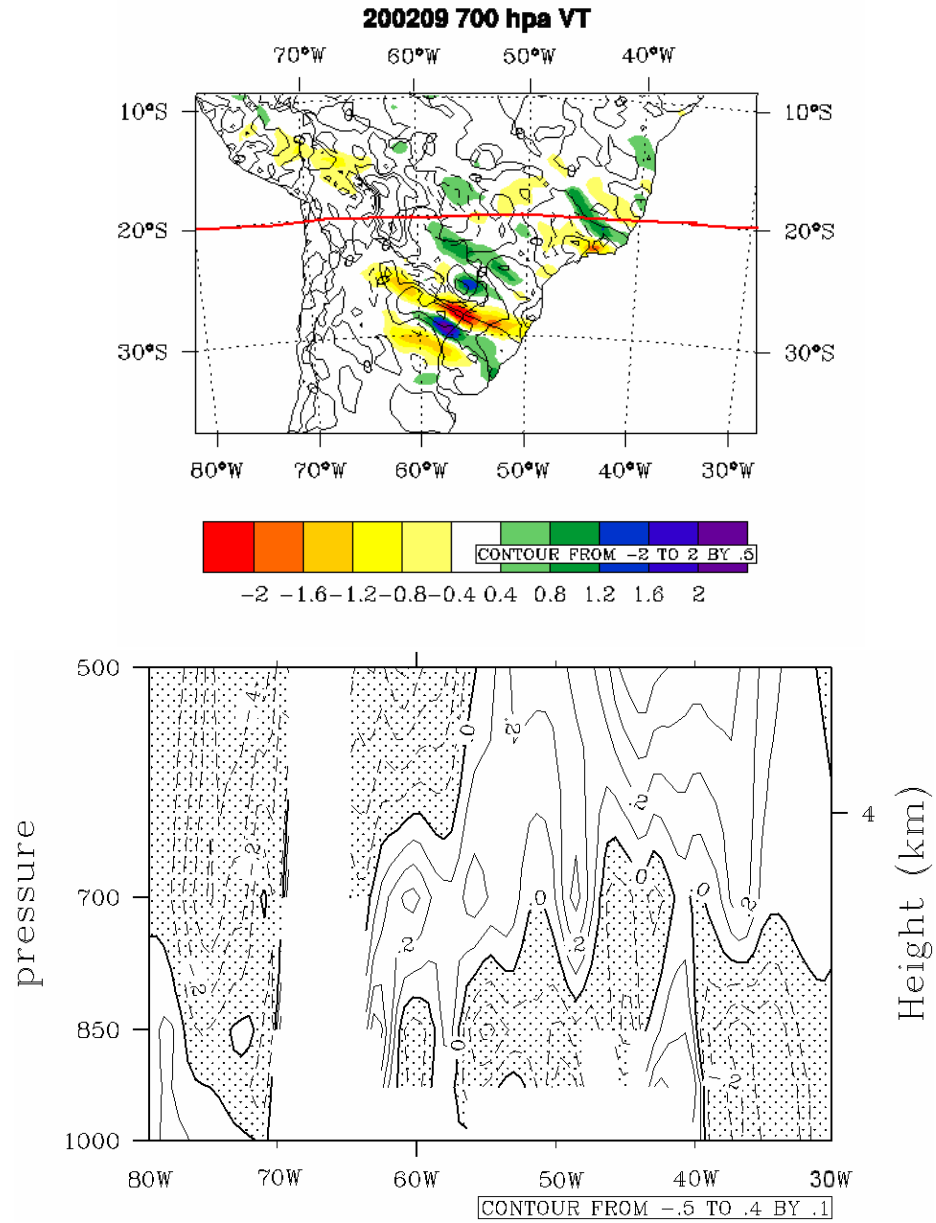 200209 700 hpa VT
70°W 60°W 50°W 40°W
10°S 10°S
20°S 20°S
30°S 30°S
80°W 70°W 60°W 50°W 40°W 30°W
CONTOUR FROM -2 TO 2 BY .5
-2 -1.6 -1.2 -0.8 -0.4 0.4 0.8 1.2 1.6 2
500
pressure
700
850
1000
4
Height (km)
80W 70W 60W 50W 40W 30W
CONTOUR FROM -.5 TO .4 BY .1